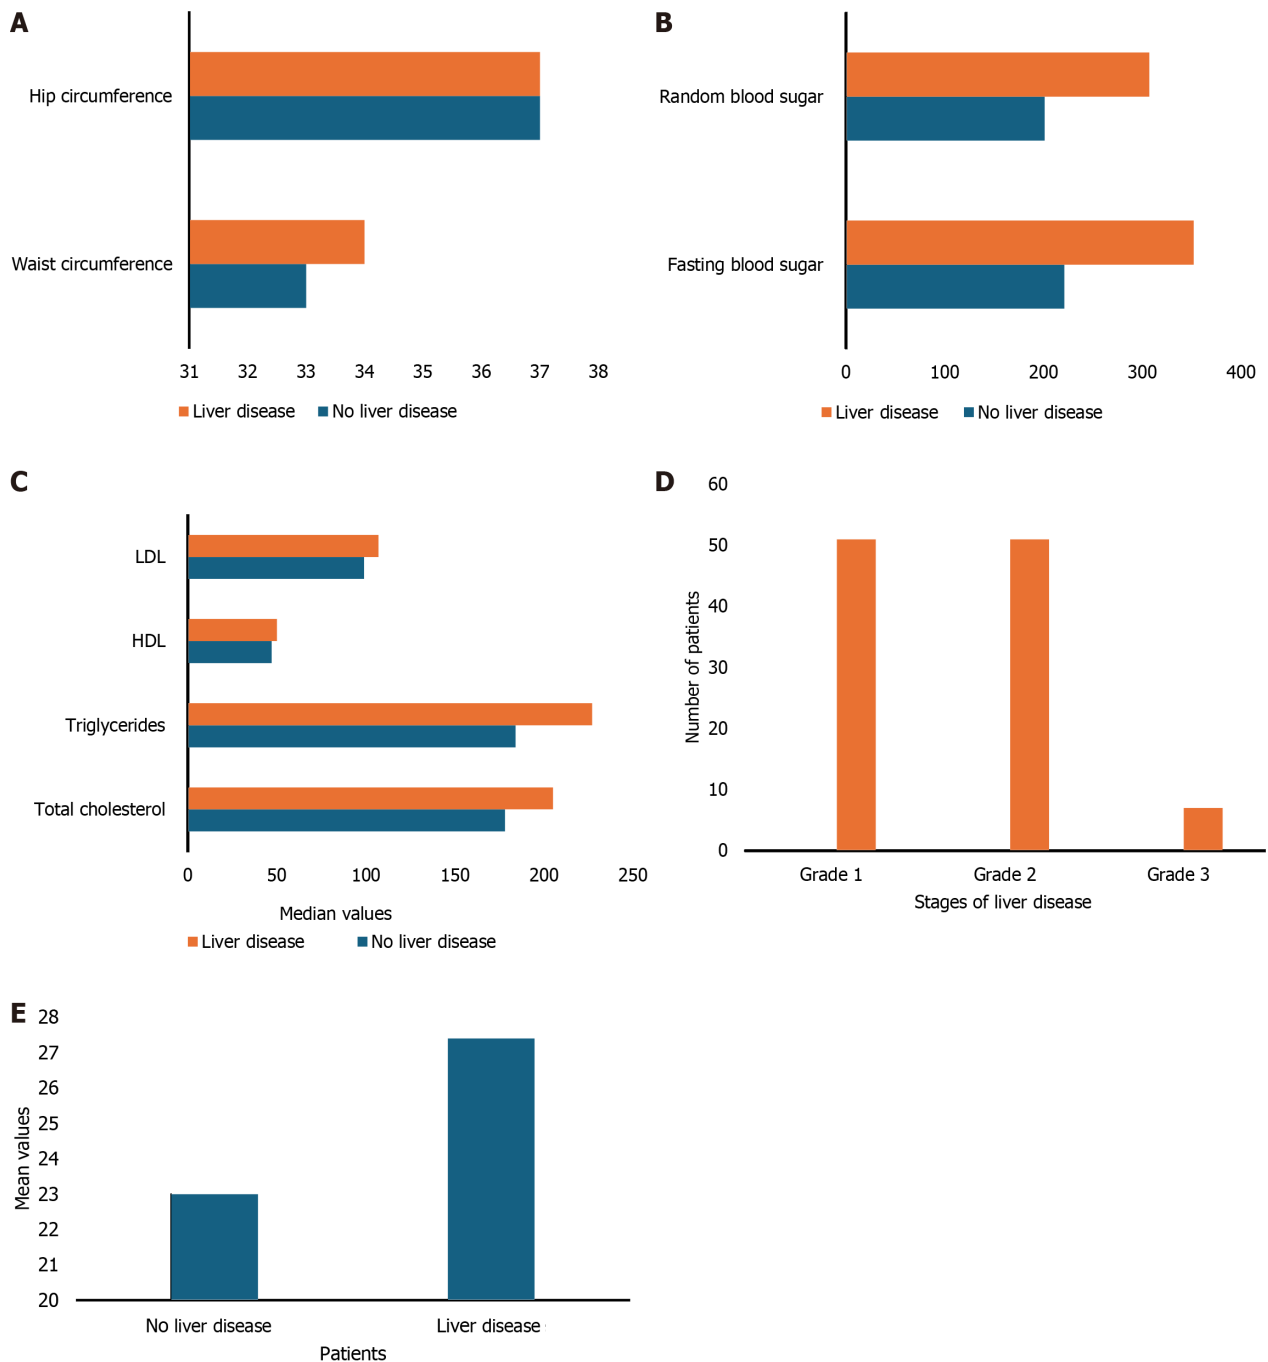 A
Hip circumference
Waist circumference
31 32 33 34 35 36 37 38
Liver disease No liver disease
B
Random blood sugar
Fasting blood sugar
0 100 200 300 400
Liver disease No liver disease
C
LDL
HDL
Triglycerides
Total cholesterol
0 50 100 150 200 250
Median values
Liver disease No liver disease
D
60
50
40
30
20
10
0
Number of patients
Grade 1 Grade 2 Grade 3
Stages of liver disease
E
28
27
26
25
24
23
22
21
20
Mean values
No liver disease Liver disease
Patients